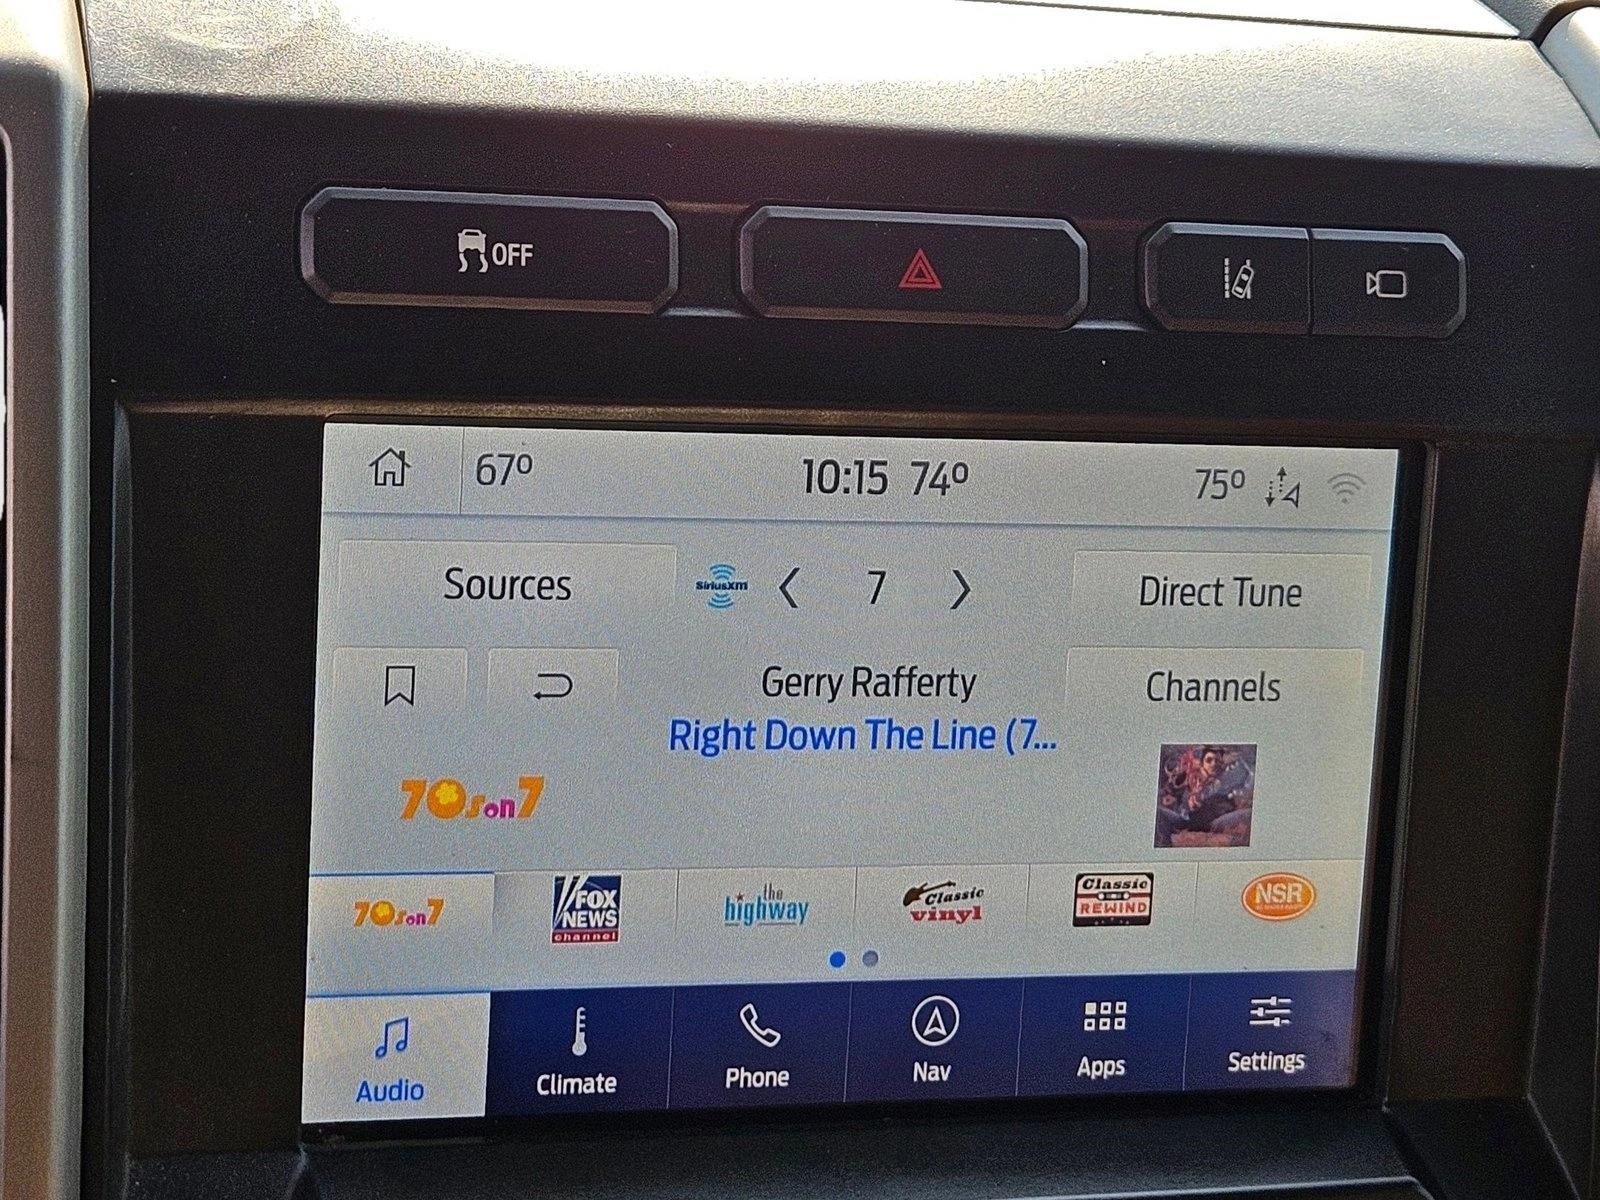 OFF
67° 10:15 74° 75°
Sources SiriusXM 7 Direct Tune
Gerry Rafferty Channels
Right Down The Line (7...
70s on 7
70s on 7
FOX
NEWS
channel
the
highway
Classic
vinyl
Classic
REWIND
NSR
Audio Climate Phone Nav Apps Settings